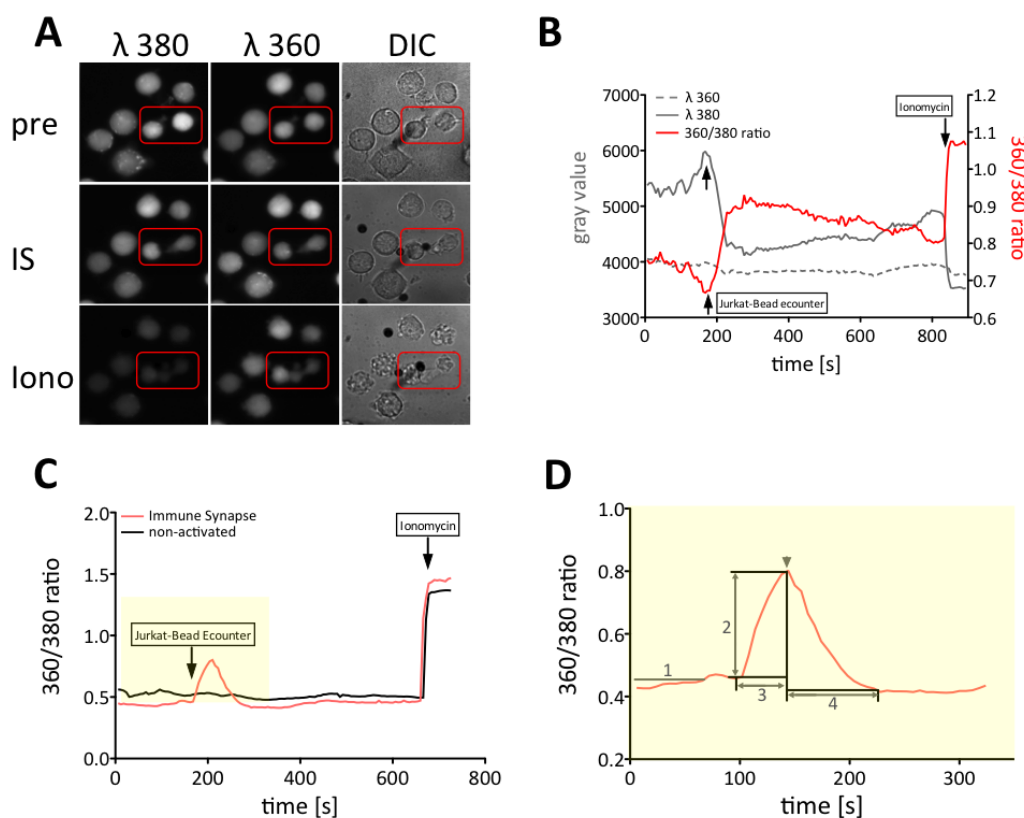 A
λ 380
λ 360
DIC
pre
IS
Iono
B
λ 360
λ 380
360/380 ratio
Ionomycin
Jurkat-Bead ecounter
7000
6000
5000
4000
3000
gray value
1.2
1.1
1.0
0.9
0.8
0.7
0.6
360/380 ratio
0
200
400
600
800
time [s]
C
Immune Synapse
non-activated
Ionomycin
Jurkat-Bead Ecounter
2.0
1.5
1.0
0.5
0.0
360/380 ratio
0
200
400
600
800
time [s]
D
1.0
0.8
0.6
0.4
0.2
360/380 ratio
1
2
3
4
0
100
200
300
time [s]